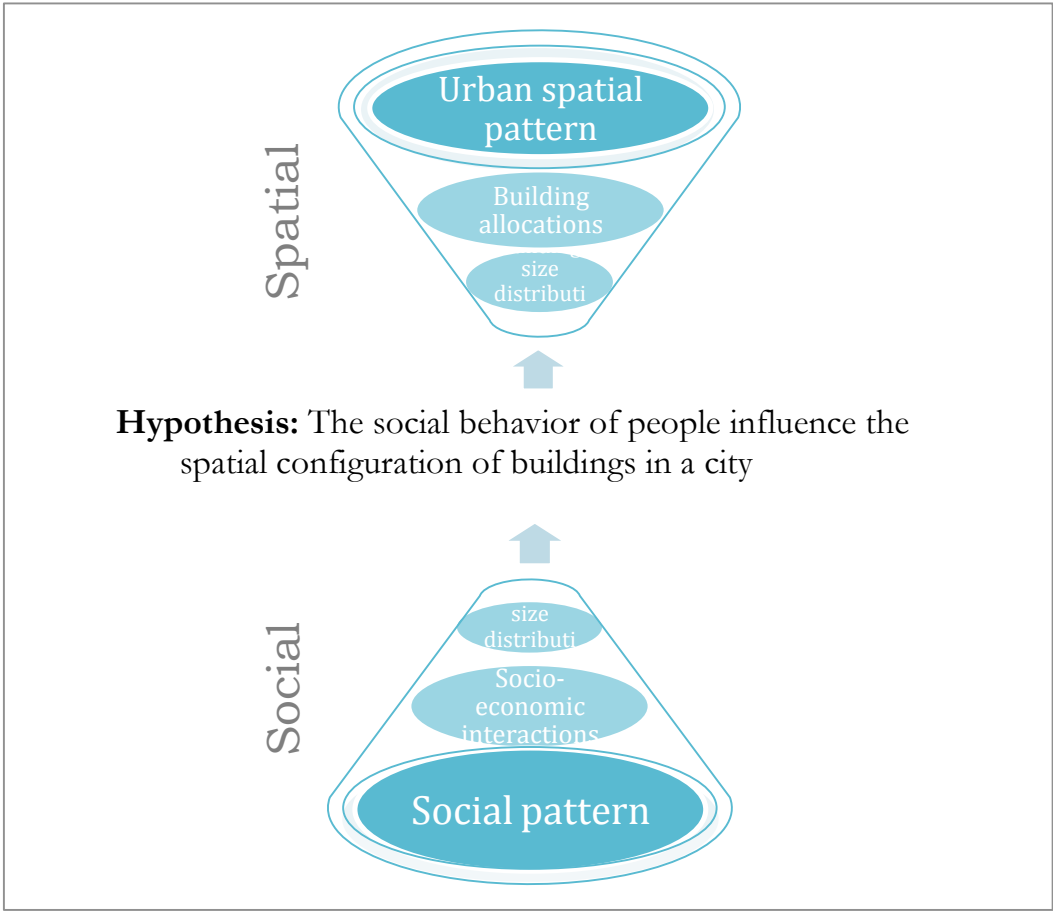 Urban spatial
pattern
Spatial
Building
allocations
size
distributi
Hypothesis: The social behavior of people influence the
spatial configuration of buildings in a city
Social
size
distributi
Socio-
economic
interactions
Social pattern